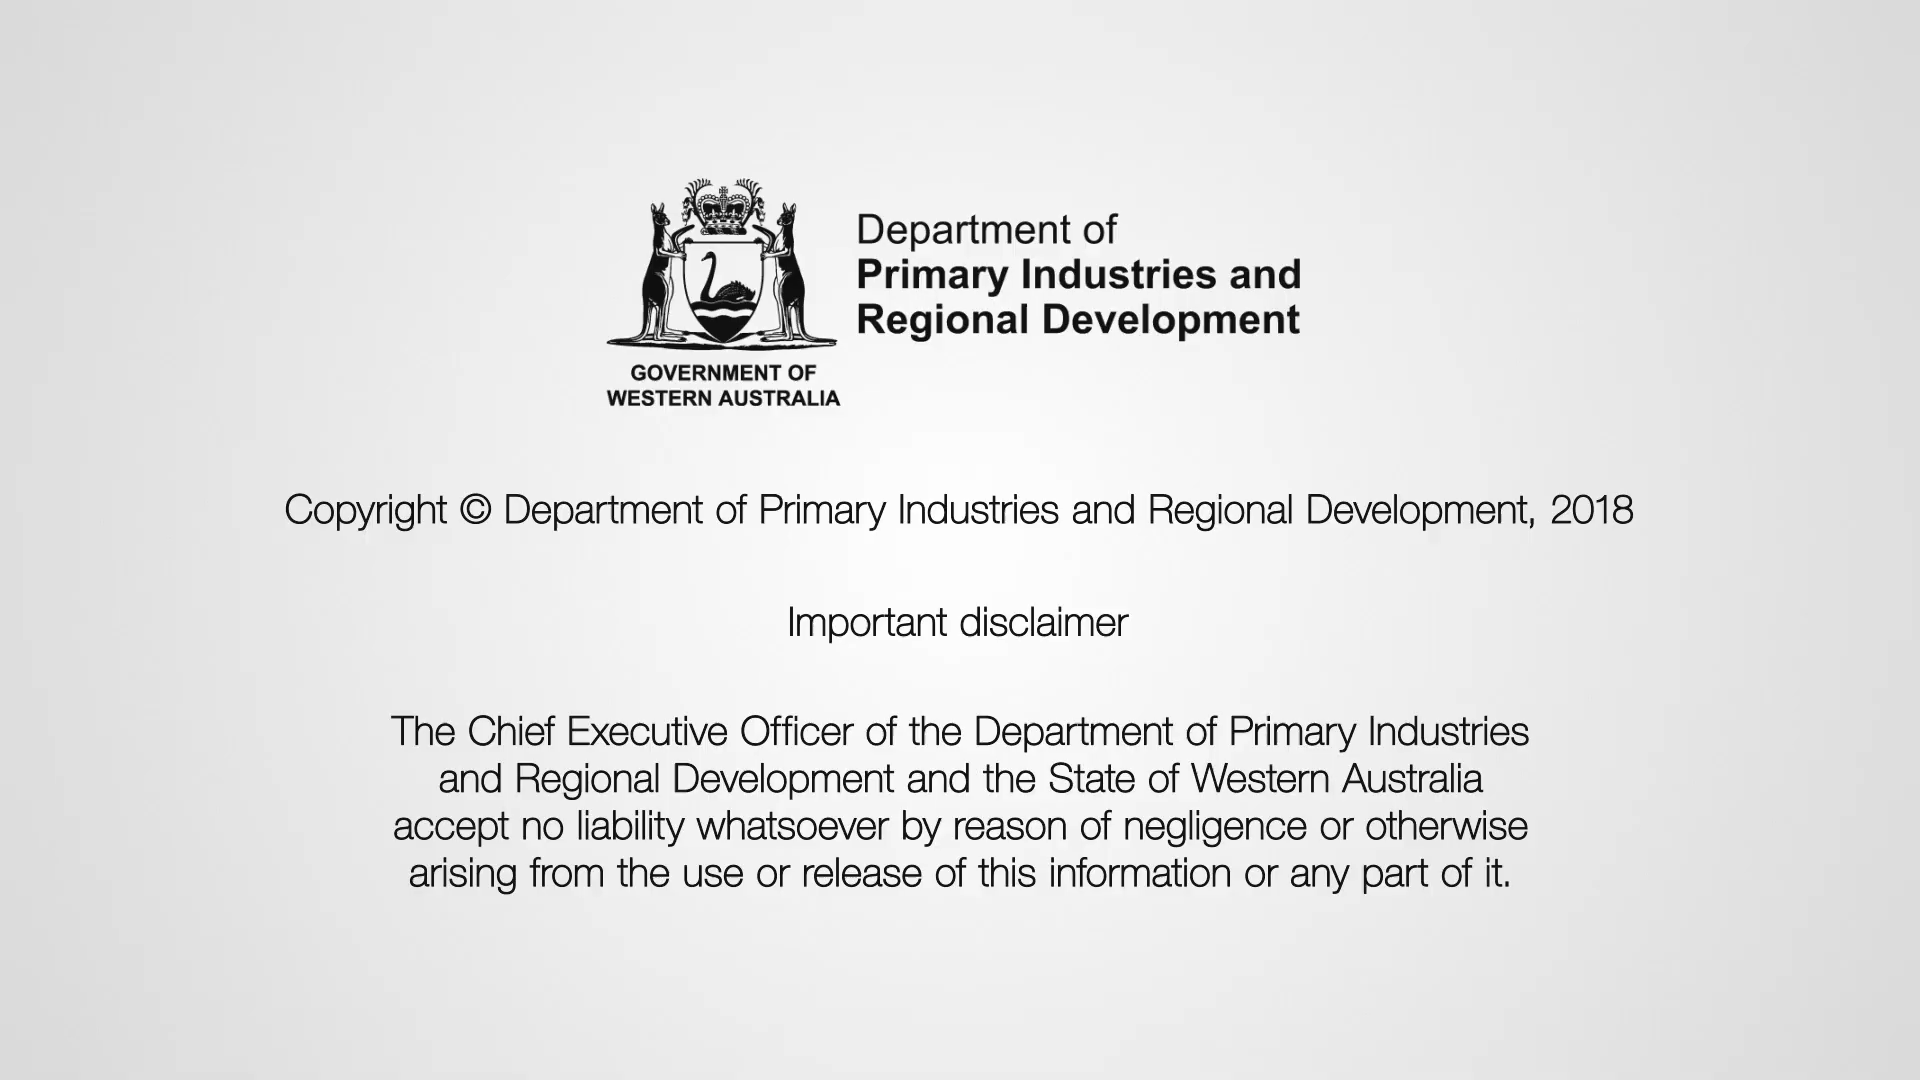 Department of
Primary Industries and
Regional Development
GOVERNMENT OF
WESTERN AUSTRALIA
Copyright © Department of Primary Industries and Regional Development, 2018
Important disclaimer
The Chief Executive Officer of the Department of Primary Industries
and Regional Development and the State of Western Australia
accept no liability whatsoever by reason of negligence or otherwise
arising from the use or release of this information or any part of it.